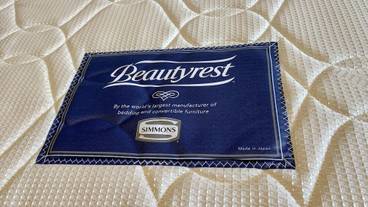 Beautyrest
By the world's largest manufacturer of
bedding and convertible furniture
SIMMONS
Made in Japan